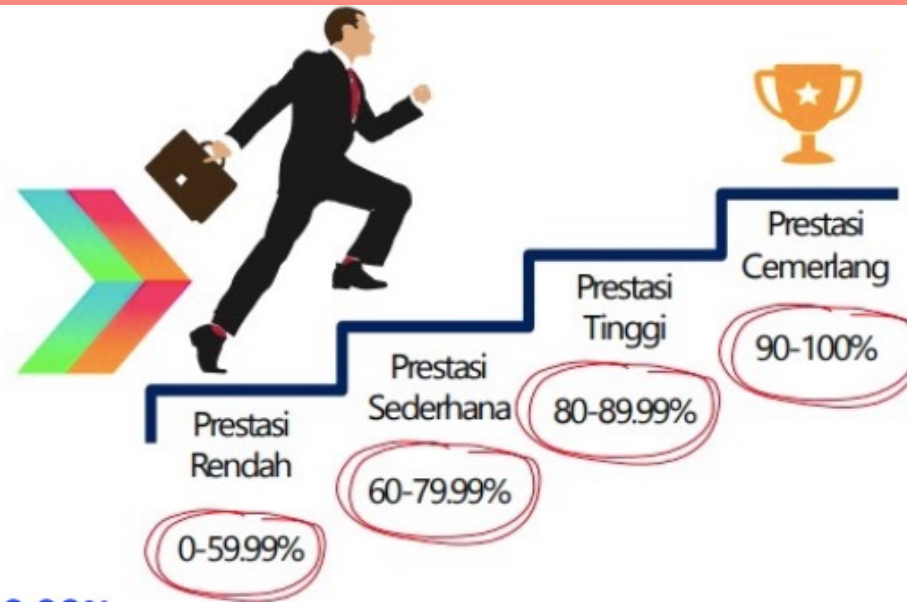 Prestasi
Rendah
0-59.99%
Prestasi
Sederhana
60-79.99%
Prestasi
Tinggi
80-89.99%
Prestasi
Cemerlang
90-100%